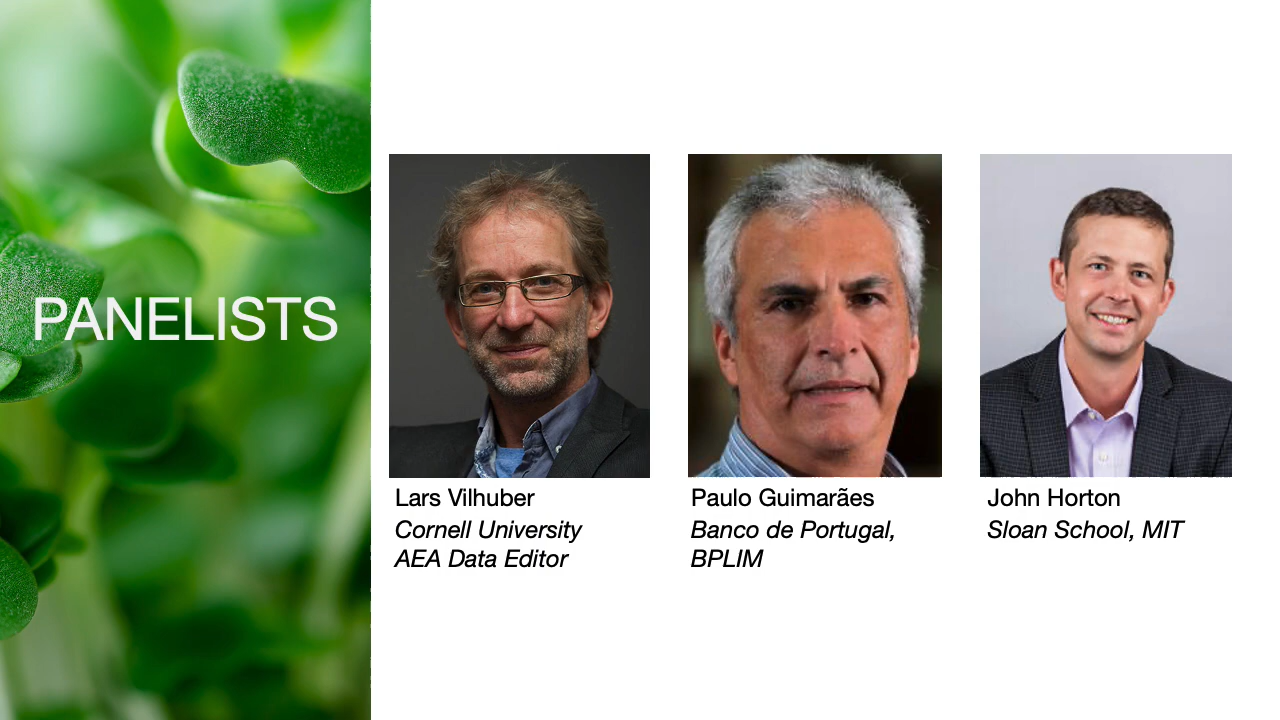 PANELISTS
Lars Vilhuber
Cornell University
AEA Data Editor
Paulo Guimarães
Banco de Portugal,
BPLIM
John Horton
Sloan School, MIT